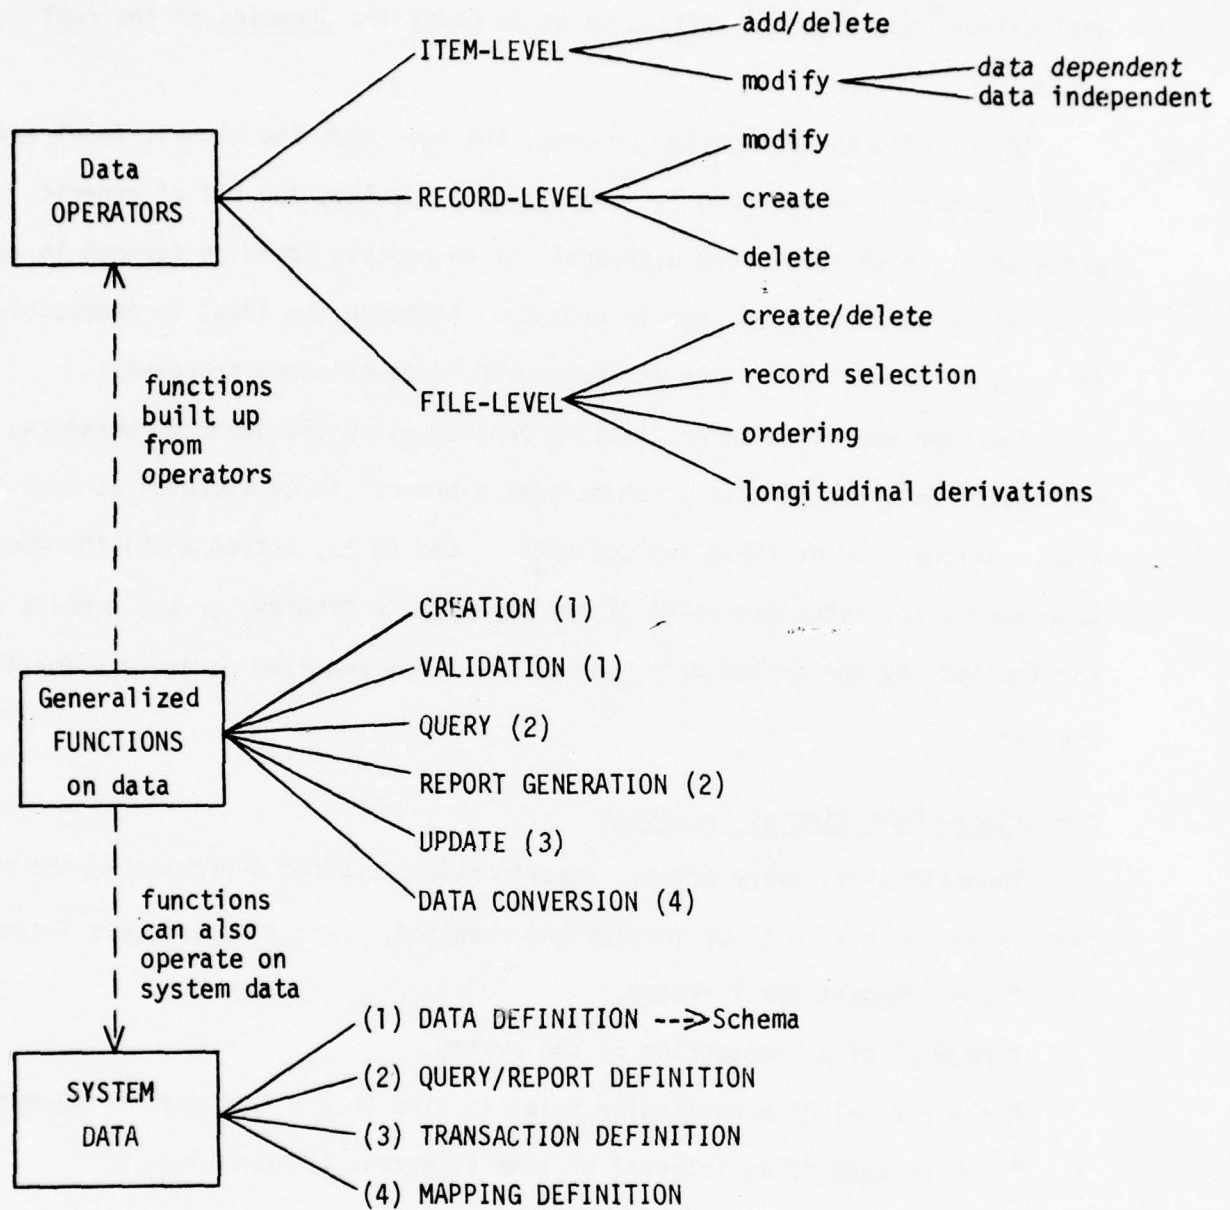 ITEM-LEVEL
add/delete
modify
data dependent
data independent
Data
OPERATORS
RECORD-LEVEL
modify
create
delete
FILE-LEVEL
create/delete
record selection
ordering
longitudinal derivations
functions
built up
from
operators
Generalized
FUNCTIONS
on data
CREATION (1)
VALIDATION (1)
QUERY (2)
REPORT GENERATION (2)
UPDATE (3)
DATA CONVERSION (4)
functions
can also
operate on
system data
SYSTEM
DATA
(1) DATA DEFINITION -->Schema
(2) QUERY/REPORT DEFINITION
(3) TRANSACTION DEFINITION
(4) MAPPING DEFINITION